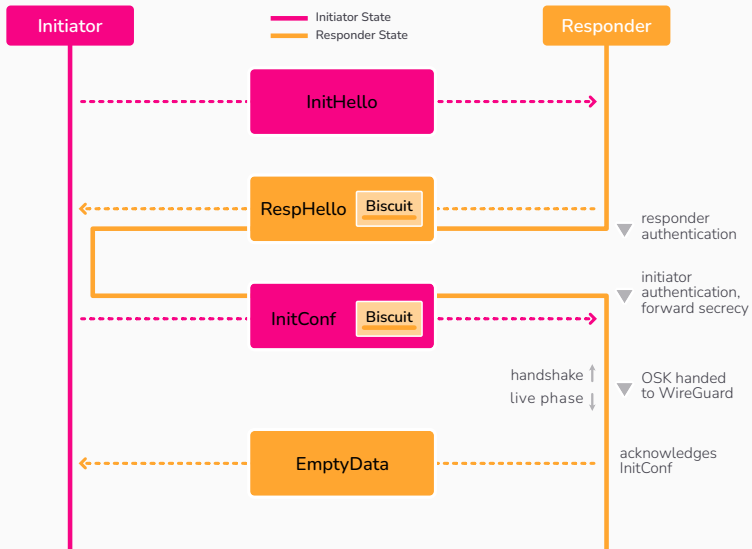 Initiator
Initiator State
Responder State
Responder
InitHello
RespHello
Biscuit
responder
authentication
initiator
authentication,
forward secrecy
InitConf
Biscuit
handshake
live phase
OSK handed
to WireGuard
EmptyData
acknowledges
InitConf